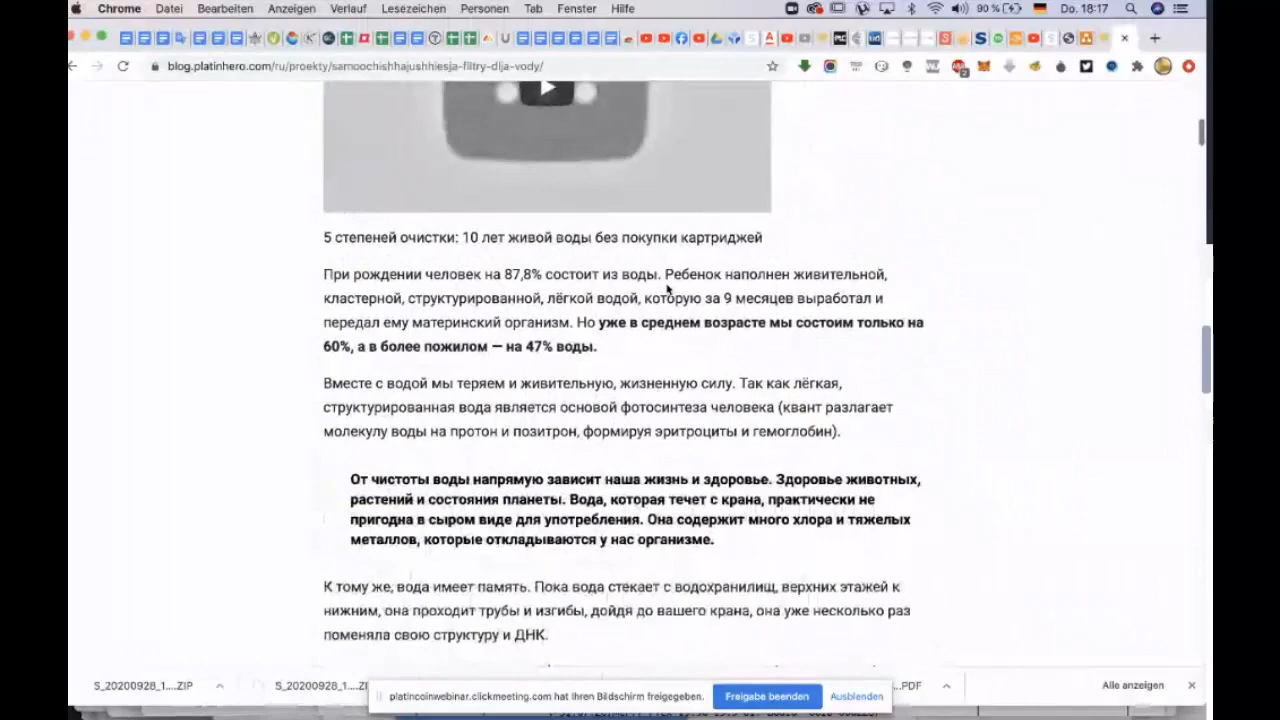 Chrome Datei Bearbeiten Anzeigen Verlauf Lesezeichen Personen Tab Fenster Hilfe 90 % Do. 18:17
blog.platinhero.com/ru/proekty/samoochishhajushhiesja-filtry-dlja-vody/
5 степеней очистки: 10 лет живой воды без покупки картриджей
При рождении человек на 87,8% состоит из воды. Ребенок наполнен живительной,
кластерной, структурированной, лёгкой водой, которую за 9 месяцев выработал и
передал ему материнский организм. Но уже в среднем возрасте мы состоим только на
60%, а в более пожилом — на 47% воды.
Вместе с водой мы теряем и живительную, жизненную силу. Так как лёгкая,
структурированная вода является основой фотосинтеза человека (квант разлагает
молекулу воды на протон и позитрон, формируя эритроциты и гемоглобин).
От чистоты воды напрямую зависит наша жизнь и здоровье. Здоровье животных,
растений и состояния планеты. Вода, которая течет с крана, практически не
пригодна в сыром виде для употребления. Она содержит много хлора и тяжелых
металлов, которые откладываются у нас организме.
К тому же, вода имеет память. Пока вода стекает с водохранилищ, верхних этажей к
нижним, она проходит трубы и изгибы, дойдя до вашего крана, она уже несколько раз
поменяла свою структуру и ДНК.
S_20200928_1....ZIP S_20200928_1....ZI ...PDF Alle anzeigen
platincoinwebinar.clickmeeting.com hat Ihren Bildschirm freigegeben. Freigabe beenden Ausblenden